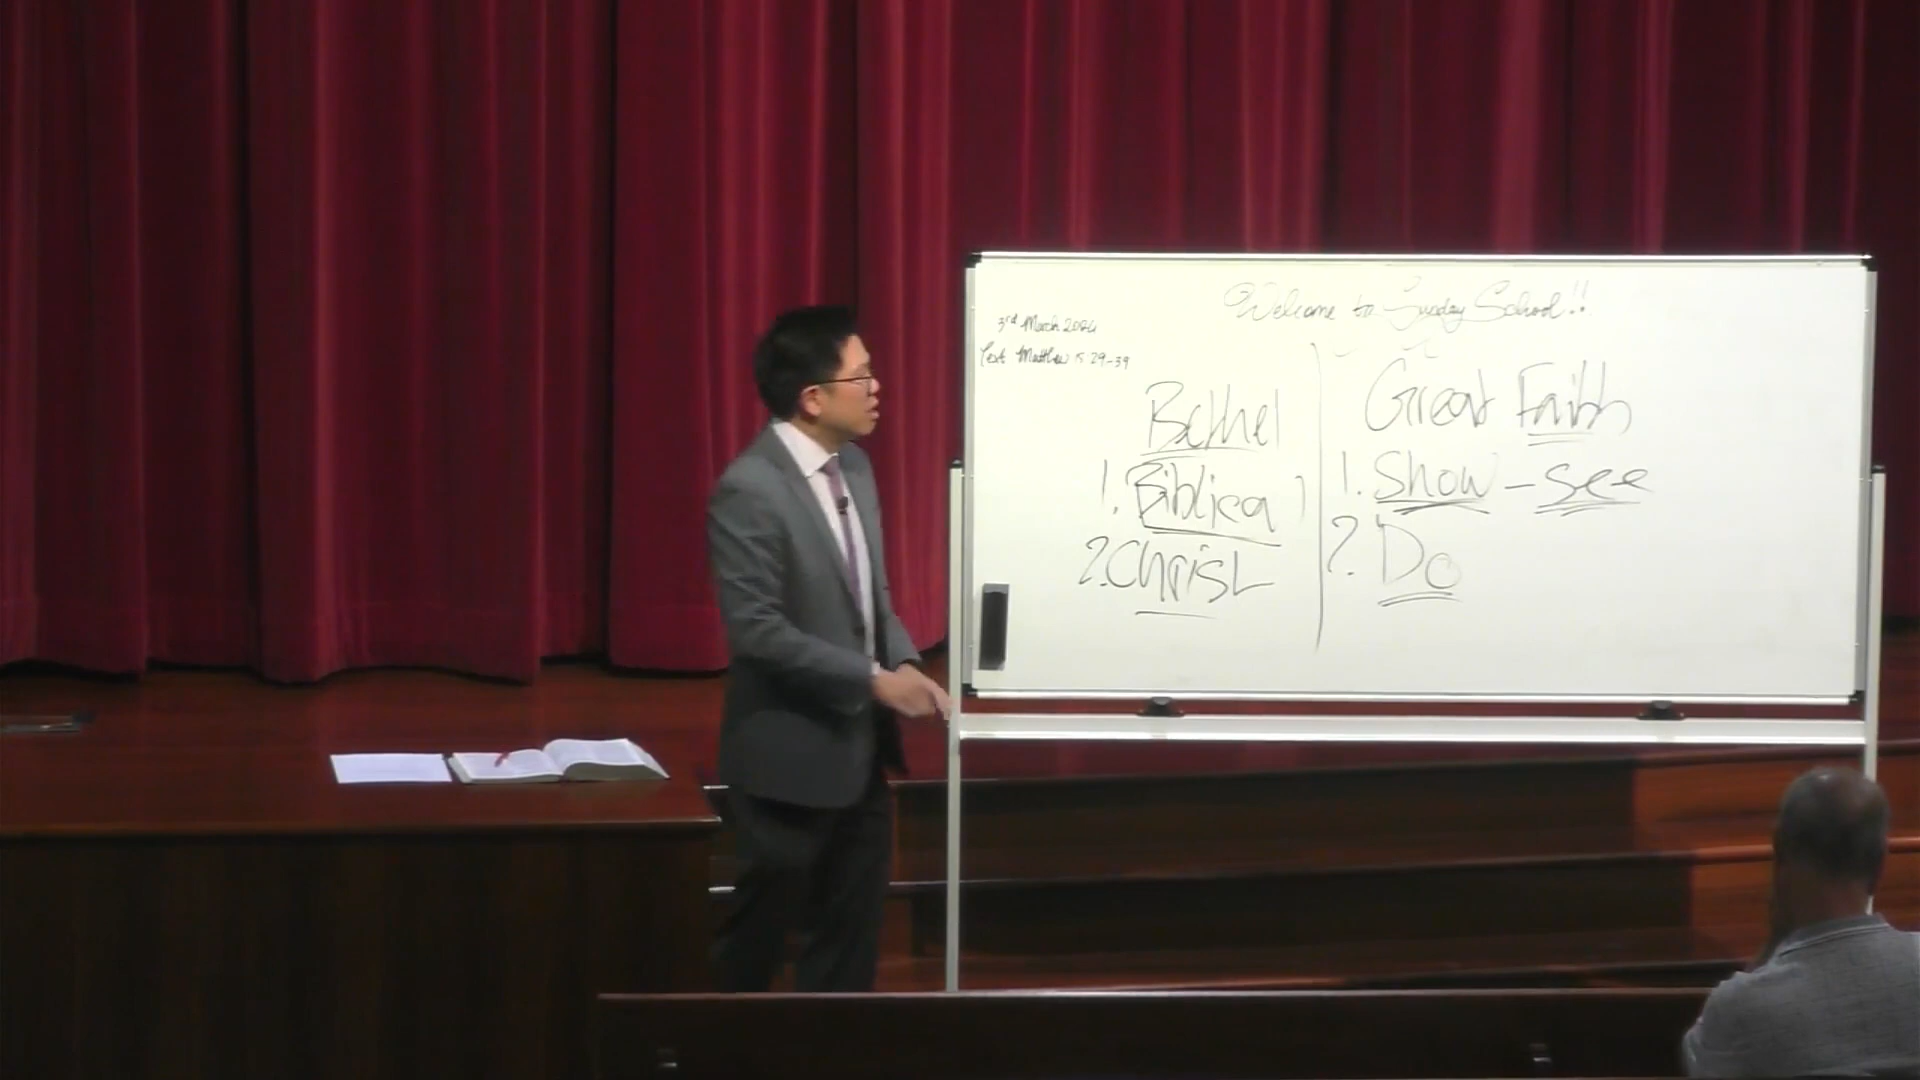 Welcome to Sunday School!!
3rd March 2024
Text: Matthew 15:29-39
Bethel
1. Biblical
2. Christ
Great Faith
1. Show - see
2. Do